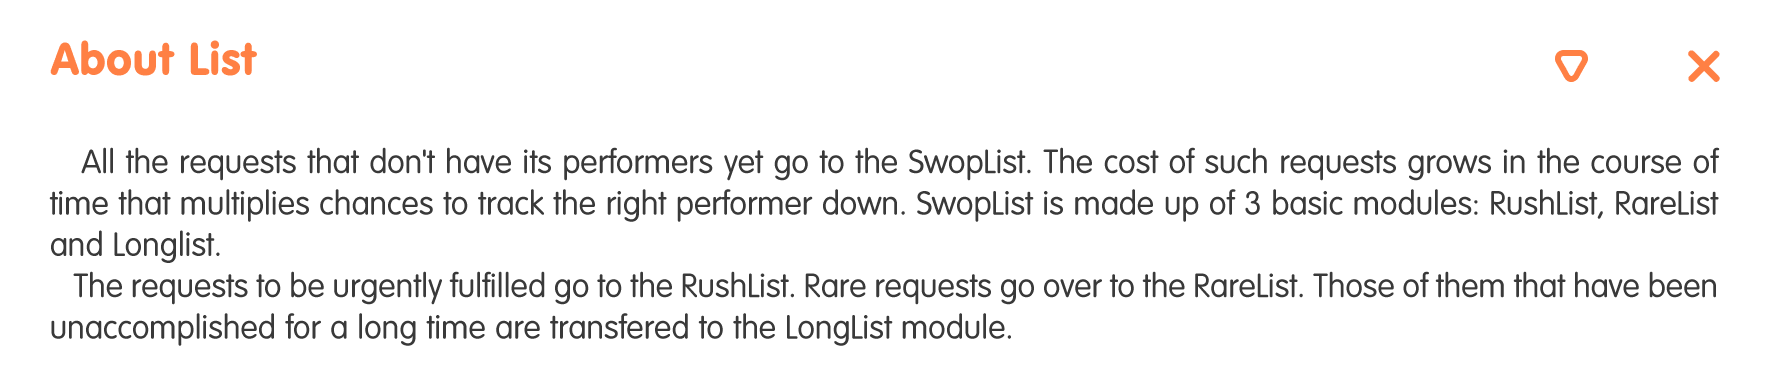 About List
All the requests that don't have its performers yet go to the SwopList. The cost of such requests grows in the course of
time that multiplies chances to track the right performer down. SwopList is made up of 3 basic modules: RushList, RareList
and Longlist.
The requests to be urgently fulfilled go to the RushList. Rare requests go over to the RareList. Those of them that have been
unaccomplished for a long time are transfered to the LongList module.